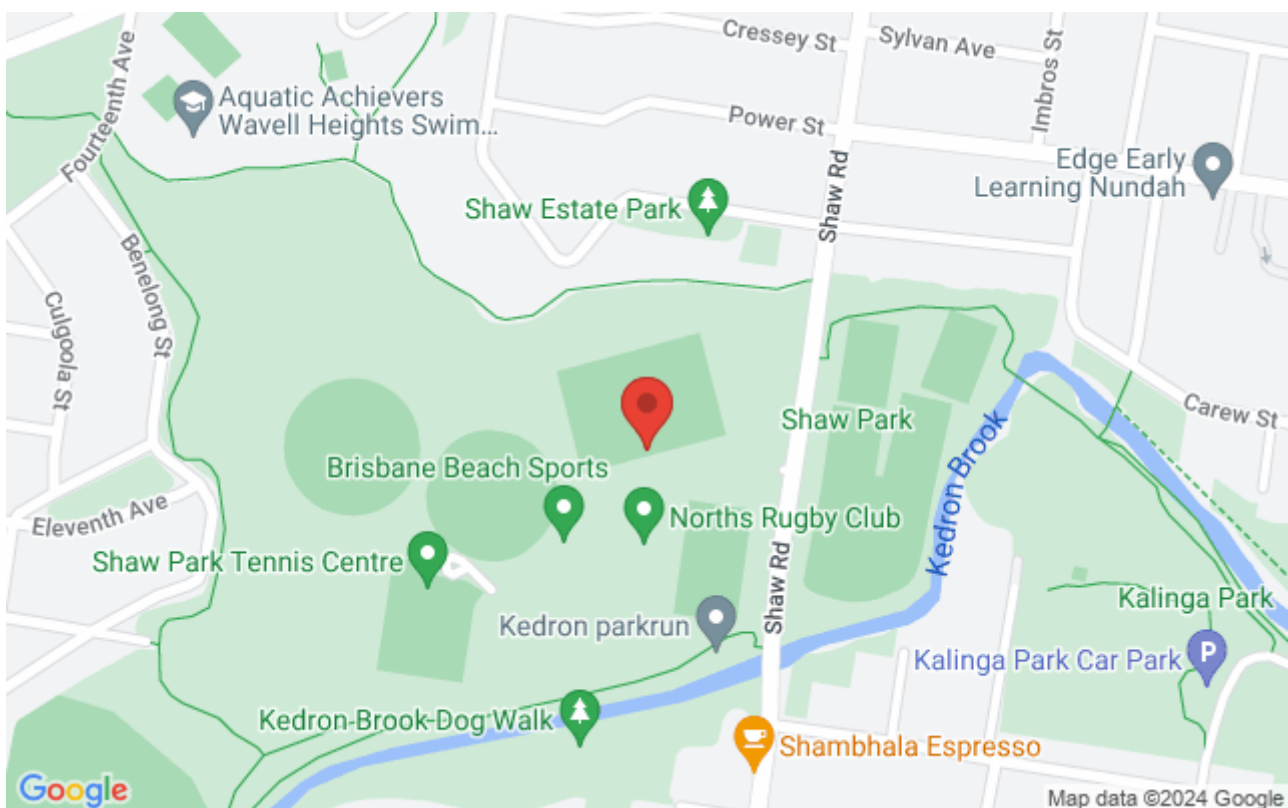 Cressey St
Sylvan Ave
Imbros St
Fourteenth Ave
Aquatic Achievers
Wavell Heights Swim...
Power St
Edge Early
Learning Nundah
Shaw Estate Park
Shaw Rd
Benelong St
Culgoola St
Carew St
Shaw Park
Kedron Brook
Brisbane Beach Sports
Norths Rugby Club
Eleventh Ave
Shaw Park Tennis Centre
Shaw Rd
Kalinga Park
Kedron parkrun
Kalinga Park Car Park
P
Kedron-Brook-Dog Walk
Shambhala Espresso
Google
Map data ©2024 Google